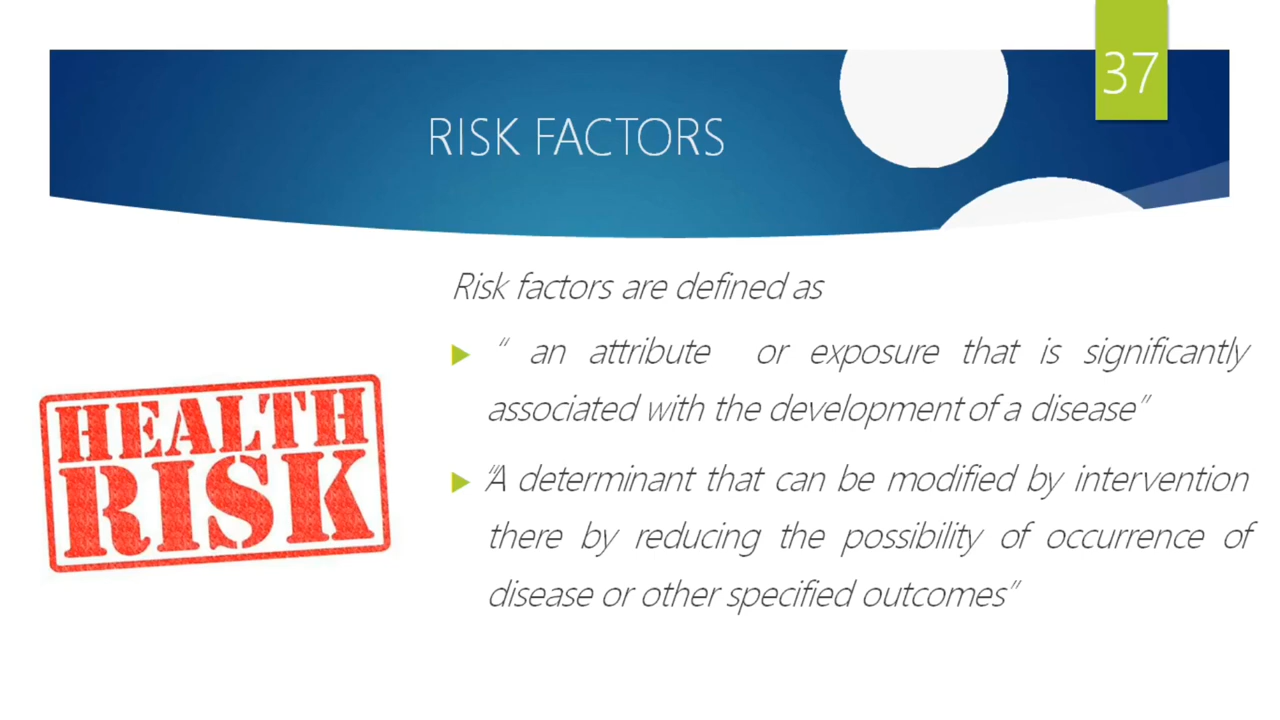 37
RISK FACTORS
Risk factors are defined as
“ an attribute or exposure that is significantly
associated with the development of a disease”
“A determinant that can be modified by intervention
there by reducing the possibility of occurrence of
disease or other specified outcomes”
HEALTH
RISK